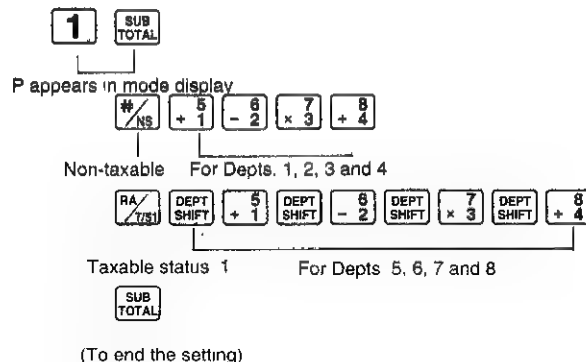 1 SUB TOTAL
P appears in mode display
#/NS 5 + 1 6 - 2 7 × 3 8 ÷ 4
Non-taxable For Depts. 1, 2, 3 and 4
RA/T/S1 DEPT SHIFT 5 + 1 DEPT SHIFT 6 - 2 DEPT SHIFT 7 × 3 DEPT SHIFT 8 ÷ 4
Taxable status 1 For Depts 5, 6, 7 and 8
SUB TOTAL
(To end the setting)